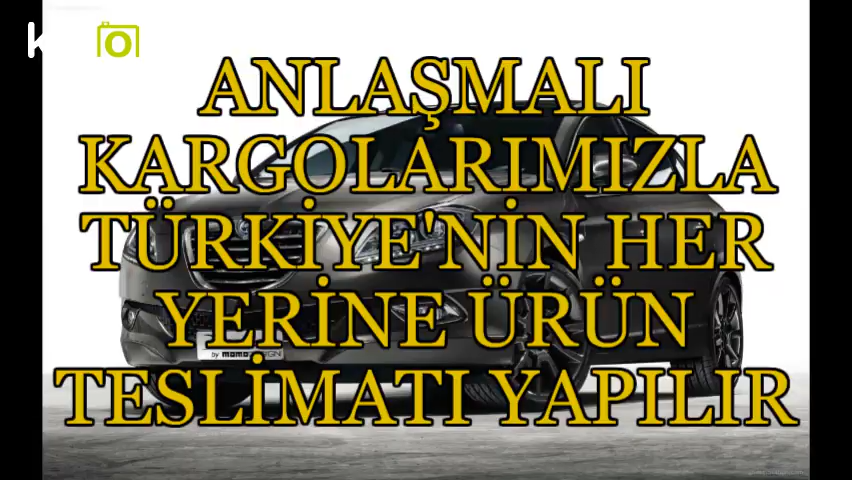 ANLAŞMALI
KARGOLARIMIZLA
TÜRKİYE'NİN HER
YERİNE ÜRÜN
TESLİMATI YAPILIR